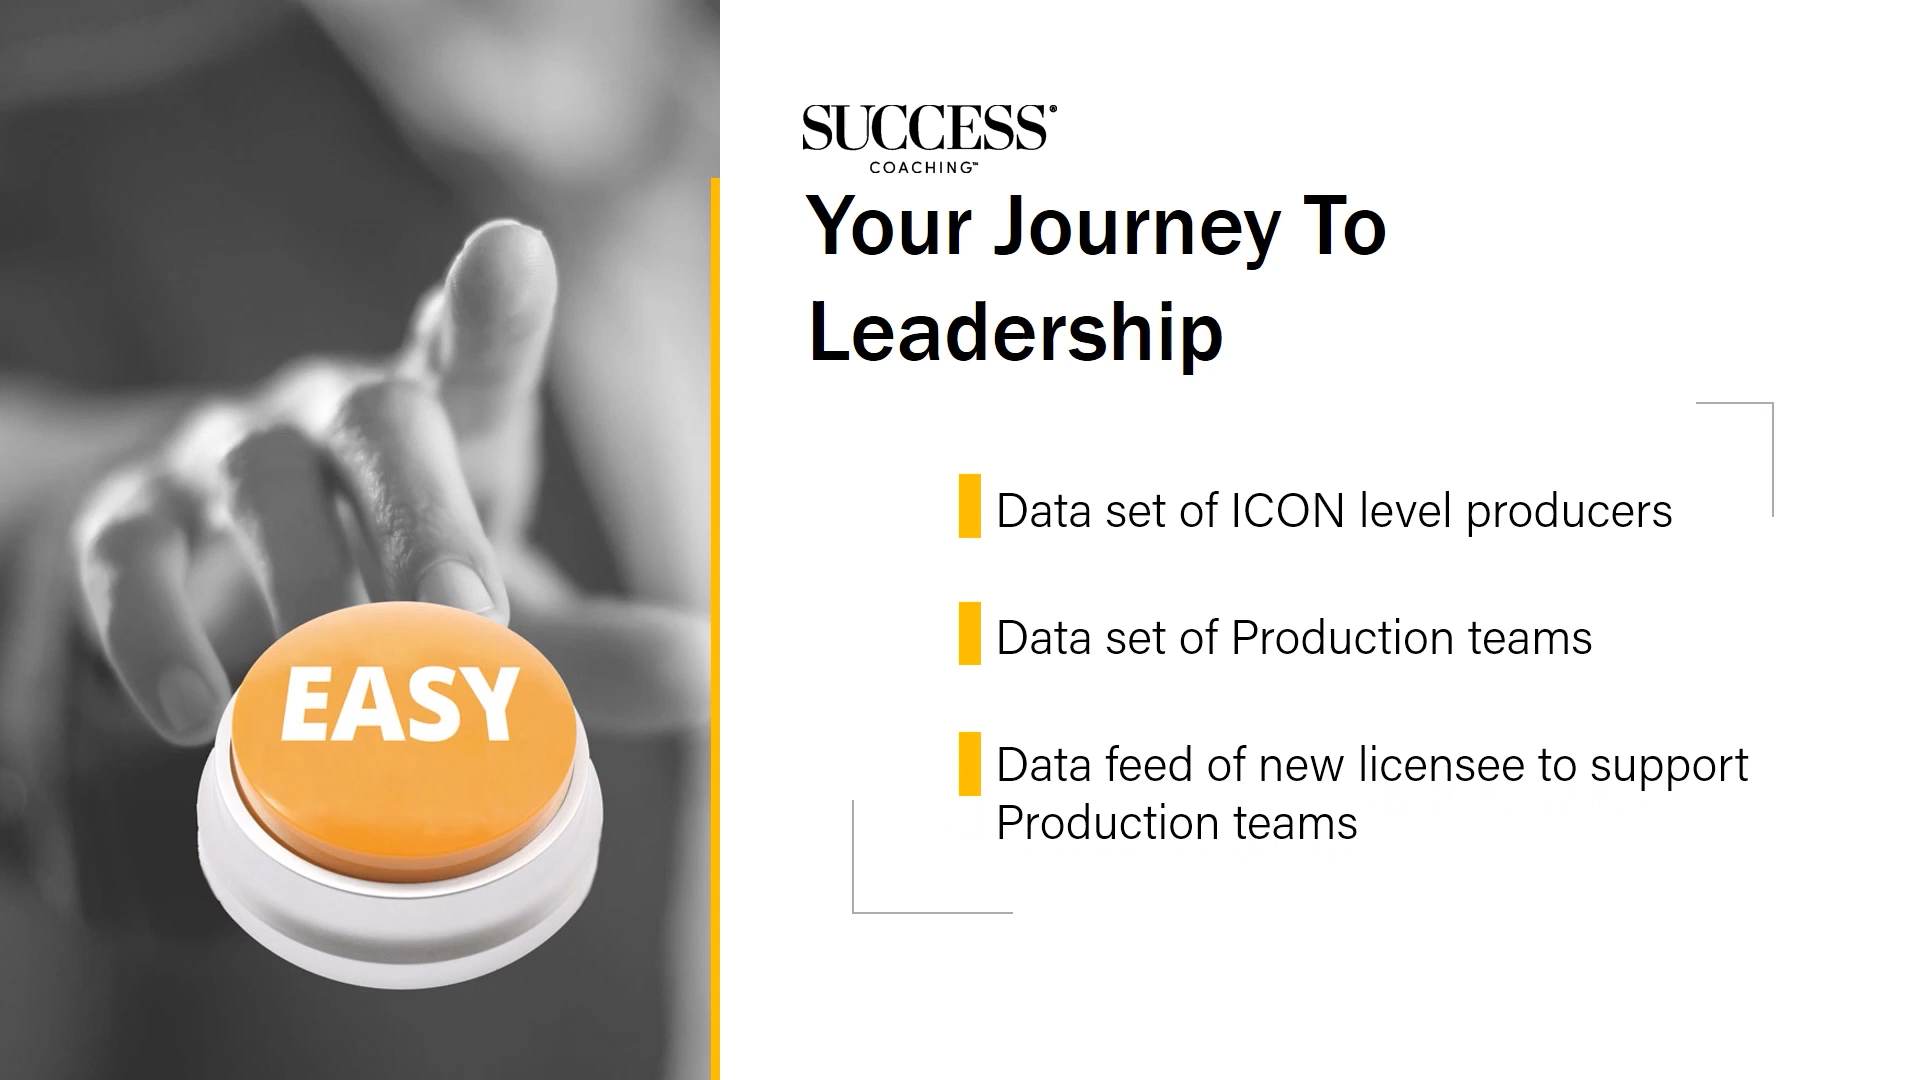 SUCCESS®
COACHING™
Your Journey To
Leadership
Data set of ICON level producers
Data set of Production teams
Data feed of new licensee to support
Production teams
EASY